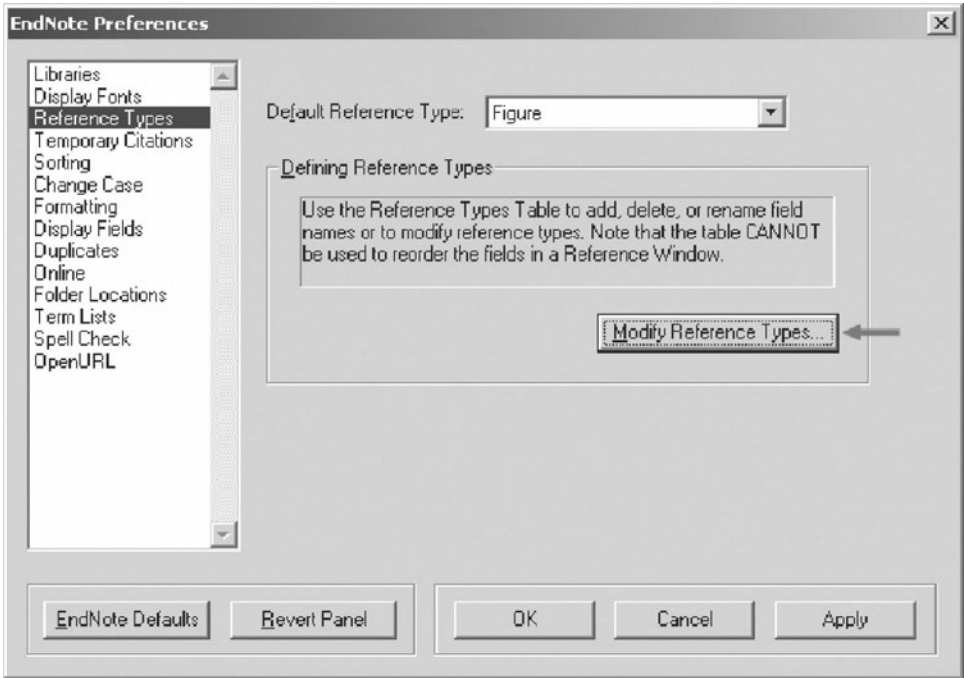 EndNote Preferences
Libraries
Display Fonts
Reference Types
Temporary Citations
Sorting
Change Case
Formatting
Display Fields
Duplicates
Online
Folder Locations
Term Lists
Spell Check
OpenURL
Default Reference Type: Figure
Defining Reference Types
Use the Reference Types Table to add, delete, or rename field
names or to modify reference types. Note that the table CANNOT
be used to reorder the fields in a Reference Window.
Modify Reference Types...
EndNote Defaults Revert Panel OK Cancel Apply